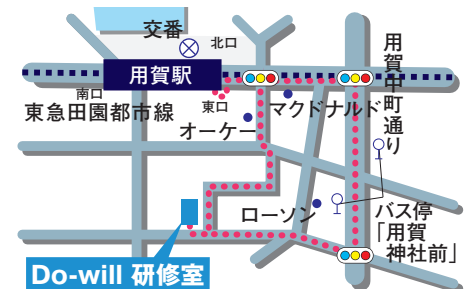 交番
北口
用賀駅
南口
東急田園都市線
東口
オーケー
マクドナルド
用賀中町通り
ローソン
バス停
「用賀
神社前」
Do-will 研修室